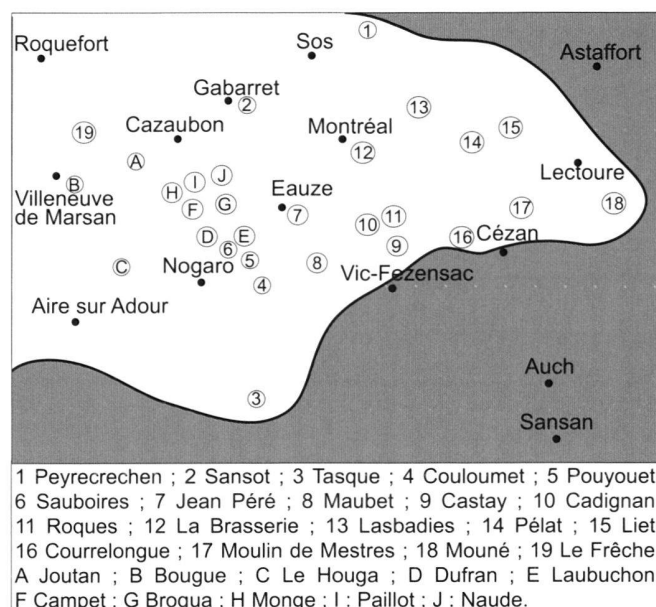 Roquefort
Sos
1
Astaffort
Gabarret
2
13
19
Cazaubon
Montréal
15
14
A
12
Lectoure
B
H
I
J
Villeneuve
de Marsan
F
G
Eauze
7
10
11
17
18
D
E
6
16
Cézan
9
C
Nogaro
5
8
4
Vic-Fezensac
Aire sur Adour
Auch
3
Sansan
1 Peyrecrechen ; 2 Sansot ; 3 Tasque ; 4 Couloumet ; 5 Pouyouet
6 Sauboires ; 7 Jean Péré ; 8 Maubet ; 9 Castay ; 10 Cadignan
11 Roques ; 12 La Brasserie ; 13 Lasbadies ; 14 Pélat ; 15 Liet
16 Courrelongue ; 17 Moulin de Mestres ; 18 Mouné ; 19 Le Frêche
A Joutan ; B Bougue ; C Le Houga ; D Dufran ; E Laubuchon
F Campet ; G Broqua ; H Monge ; I : Paillot ; J : Naude.